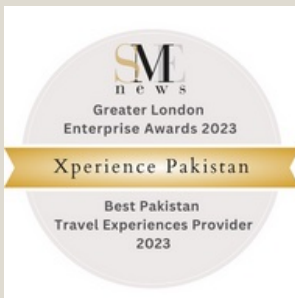 SME
news
Greater London
Enterprise Awards 2023
Xperience Pakistan
Best Pakistan
Travel Experiences Provider
2023